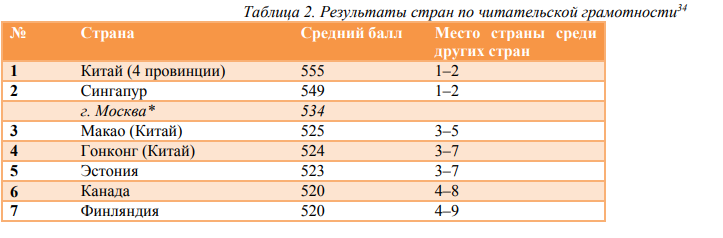 Таблица 2. Результаты стран по читательской грамотности³⁴
№ Страна Средний балл Место страны среди
других стран
1 Китай (4 провинции) 555 1–2
2 Сингапур 549 1–2
г. Москва* 534
3 Макао (Китай) 525 3–5
4 Гонконг (Китай) 524 3–7
5 Эстония 523 3–7
6 Канада 520 4–8
7 Финляндия 520 4–9